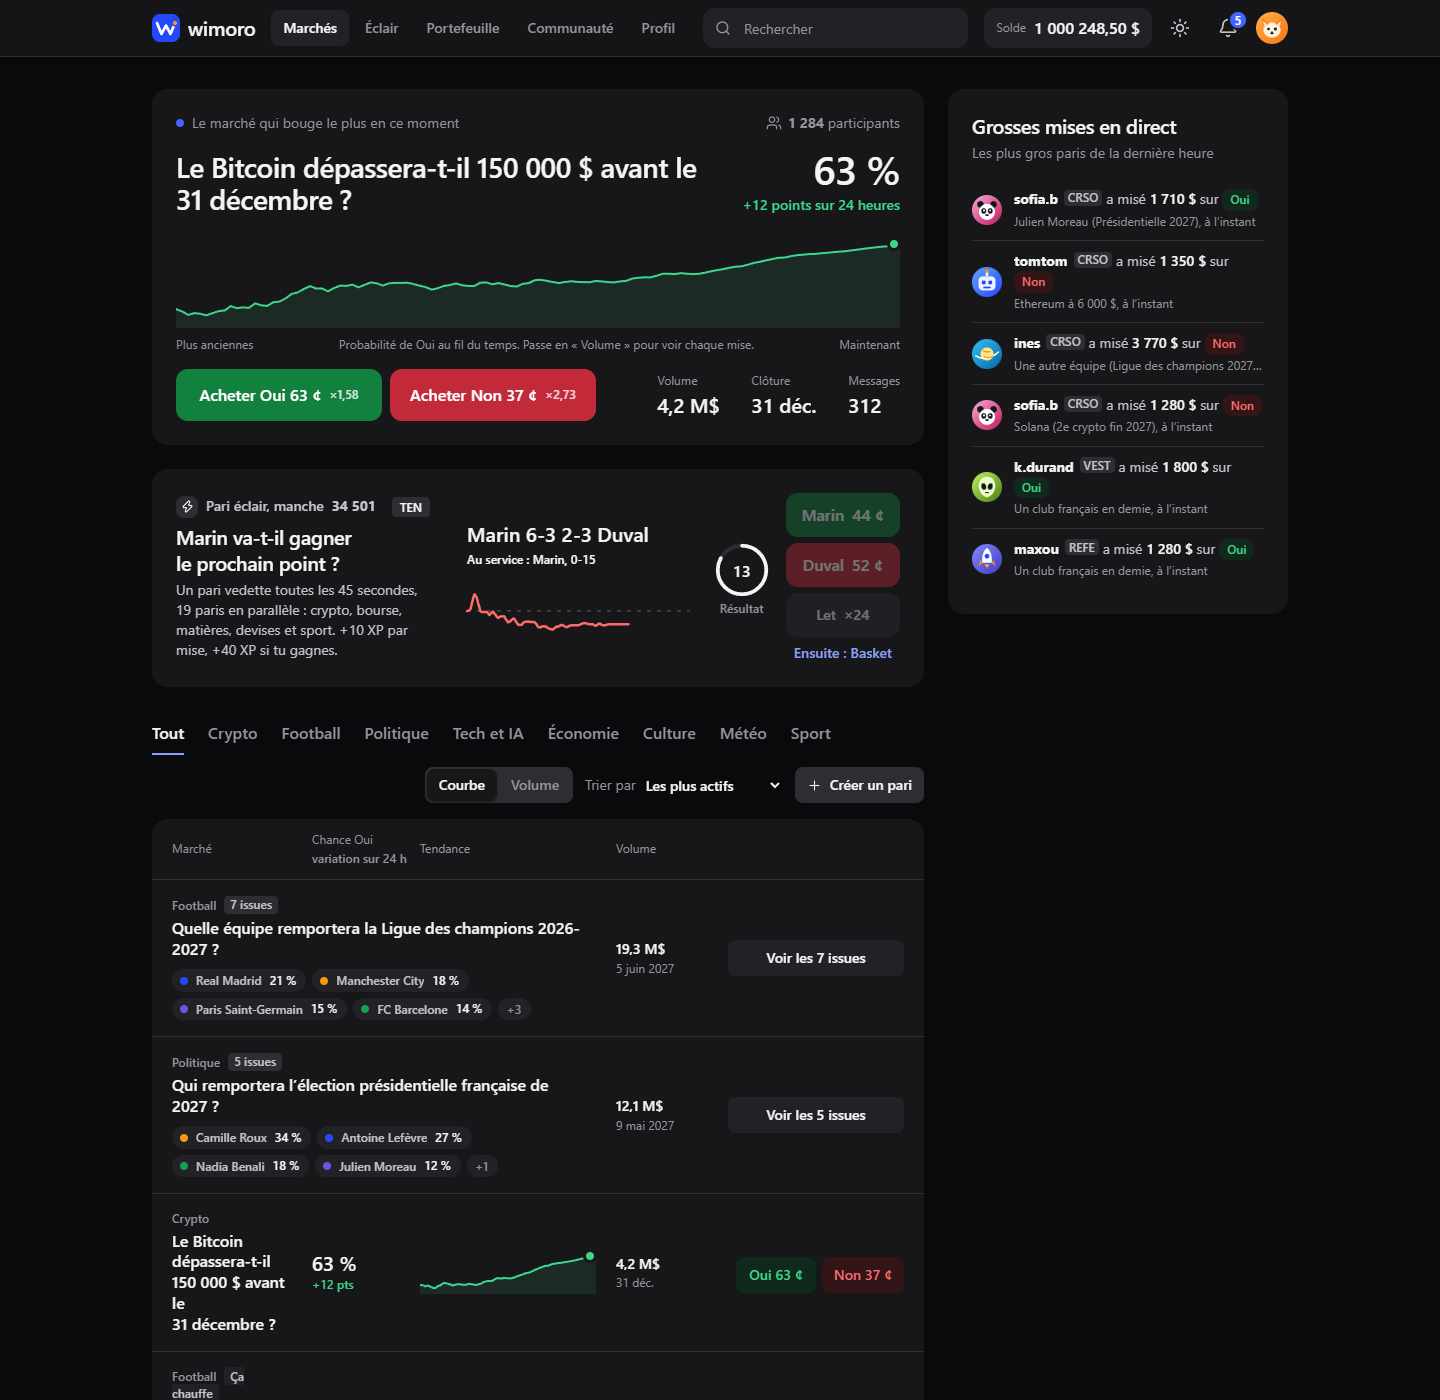 wimoro
Marchés
Éclair
Portefeuille
Communauté
Profil
Rechercher
Solde 1 000 248,50 $
5
Le marché qui bouge le plus en ce moment
1 284 participants
Le Bitcoin dépassera-t-il 150 000 $ avant le
31 décembre ?
63 %
+12 points sur 24 heures
Plus anciennes
Probabilité de Oui au fil du temps. Passe en « Volume » pour voir chaque mise.
Maintenant
Acheter Oui 63 ¢ ×1,58
Acheter Non 37 ¢ ×2,73
Volume
4,2 M$
Clôture
31 déc.
Messages
312
Grosses mises en direct
Les plus gros paris de la dernière heure
sofia.b CRSO a misé 1 710 $ sur Oui
Julien Moreau (Présidentielle 2027), à l’instant
tomtom CRSO a misé 1 350 $ sur
Non
Ethereum à 6 000 $, à l’instant
ines CRSO a misé 3 770 $ sur Non
Une autre équipe (Ligue des champions 2027...
sofia.b CRSO a misé 1 280 $ sur Non
Solana (2e crypto fin 2027), à l’instant
k.durand VEST a misé 1 800 $ sur
Oui
Un club français en demie, à l’instant
maxou REFE a misé 1 280 $ sur Oui
Un club français en demie, à l’instant
Pari éclair, manche 34 501 TEN
Marin va-t-il gagner
le prochain point ?
Un pari vedette toutes les 45 secondes,
19 paris en parallèle : crypto, bourse,
matières, devises et sport. +10 XP par
mise, +40 XP si tu gagnes.
Marin 6-3 2-3 Duval
Au service : Marin, 0-15
13
Résultat
Marin 44 ¢
Duval 52 ¢
Let ×24
Ensuite : Basket
Tout
Crypto
Football
Politique
Tech et IA
Économie
Culture
Météo
Sport
Courbe
Volume
Trier par Les plus actifs
Créer un pari
Marché
Chance Oui
variation sur 24 h
Tendance
Volume
Football 7 issues
Quelle équipe remportera la Ligue des champions 2026-
2027 ?
Real Madrid 21 %
Manchester City 18 %
Paris Saint-Germain 15 %
FC Barcelone 14 %
+3
19,3 M$
5 juin 2027
Voir les 7 issues
Politique 5 issues
Qui remportera l’élection présidentielle française de
2027 ?
Camille Roux 34 %
Antoine Lefèvre 27 %
Nadia Benali 18 %
Julien Moreau 12 %
+1
12,1 M$
9 mai 2027
Voir les 5 issues
Crypto
Le Bitcoin
dépassera-t-il
150 000 $ avant
le
31 décembre ?
63 %
+12 pts
4,2 M$
31 déc.
Oui 63 ¢
Non 37 ¢
Football Ça
chauffe